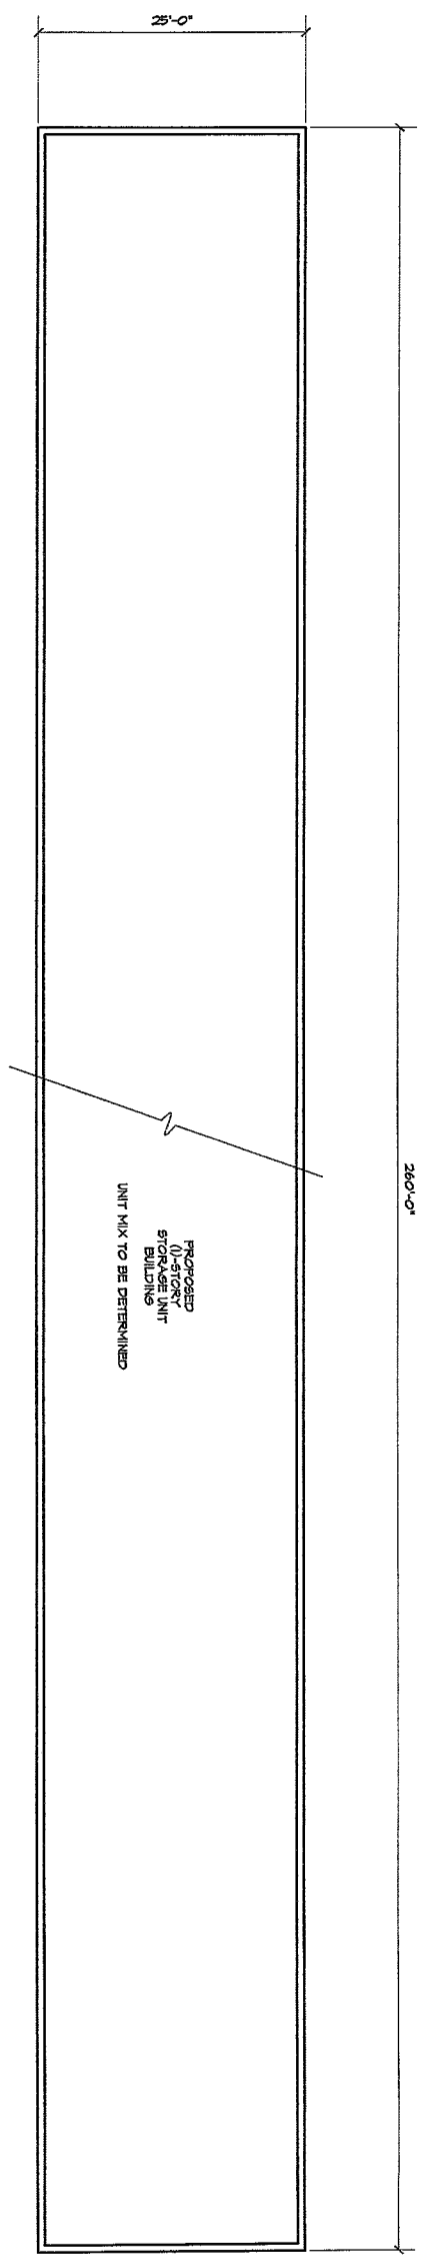 25'-0"
260'-0"
PROPOSED
(1)-STORY
STORAGE UNIT
BUILDING
UNIT MIX TO BE DETERMINED